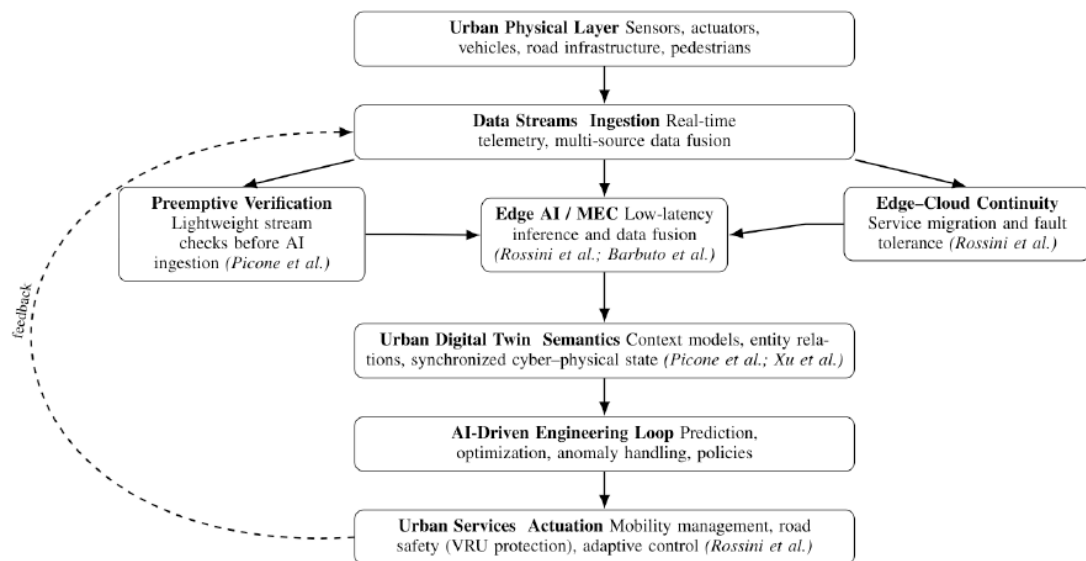 Urban Physical Layer Sensors, actuators,
vehicles, road infrastructure, pedestrians
Data Streams Ingestion Real-time
telemetry, multi-source data fusion
Preemptive Verification
Lightweight stream
checks before AI
ingestion (Picone et al.)
Edge AI / MEC Low-latency
inference and data fusion
(Rossini et al.; Barbuto et al.)
Edge–Cloud Continuity
Service migration and fault
tolerance (Rossini et al.)
feedback
Urban Digital Twin Semantics Context models, entity rela-
tions, synchronized cyber–physical state (Picone et al.; Xu et al.)
AI-Driven Engineering Loop Prediction,
optimization, anomaly handling, policies
Urban Services Actuation Mobility management, road
safety (VRU protection), adaptive control (Rossini et al.)